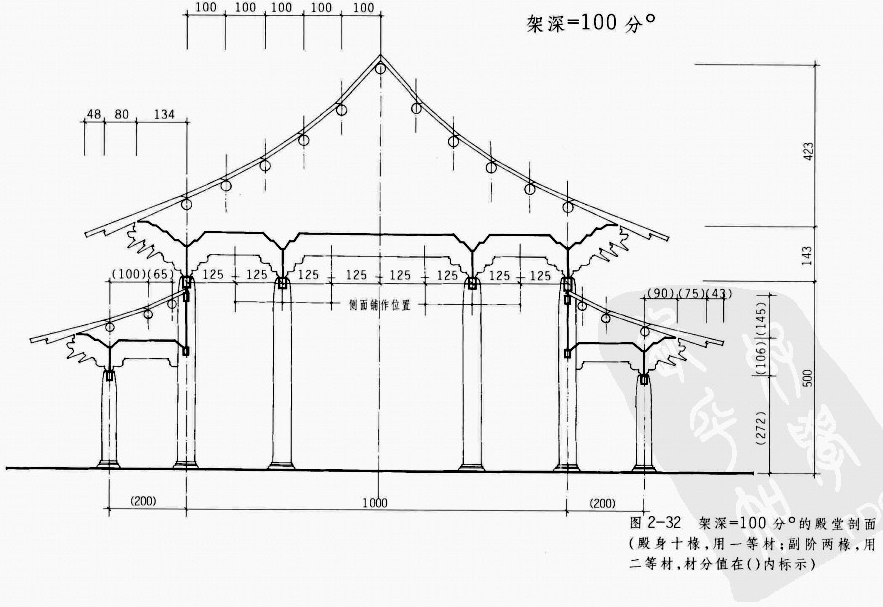 100 100 100 100 100
架深=100 分°
48 80 134
423
143
500
(100) (65) 125 125 125 125 125 125 125 125
侧面铺作位置
(90) (75) (43)
(145)
(106)
(272)
(200) 1000 (200)
图 2-32 架深=100 分°的殿堂剖面
(殿身十椽,用一等材;副阶两椽,用
二等材,材分值在()内标示)